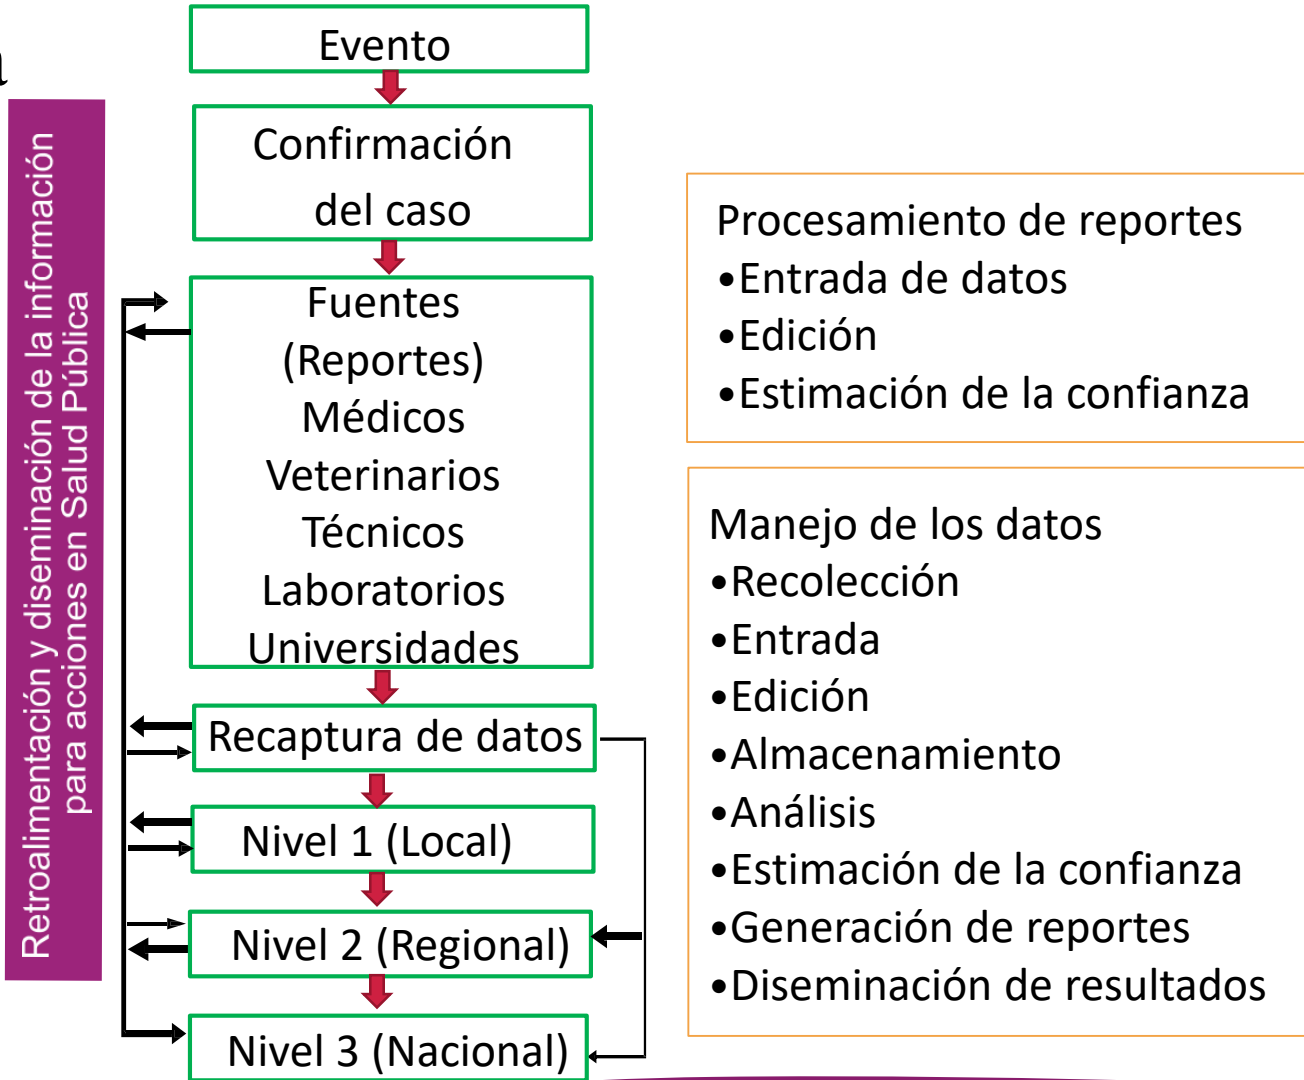 a
Retroalimentación y diseminación de la información
para acciones en Salud Pública
Evento
Confirmación
del caso
Fuentes
(Reportes)
Médicos
Veterinarios
Técnicos
Laboratorios
Universidades
Recaptura de datos
Nivel 1 (Local)
Nivel 2 (Regional)
Nivel 3 (Nacional)
Procesamiento de reportes
•Entrada de datos
•Edición
•Estimación de la confianza
Manejo de los datos
•Recolección
•Entrada
•Edición
•Almacenamiento
•Análisis
•Estimación de la confianza
•Generación de reportes
•Diseminación de resultados